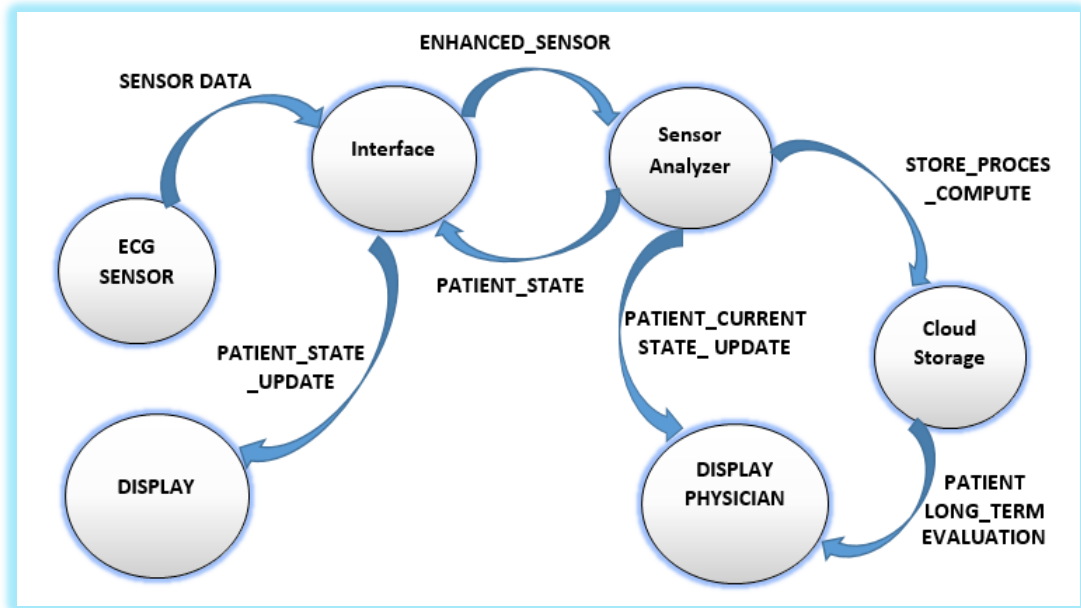 ENHANCED_SENSOR
SENSOR DATA
Interface
Sensor
Analyzer
STORE_PROCES
_COMPUTE
ECG
SENSOR
PATIENT_STATE
PATIENT_STATE
_UPDATE
PATIENT_CURRENT
STATE_ UPDATE
Cloud
Storage
DISPLAY
DISPLAY
PHYSICIAN
PATIENT
LONG_TERM
EVALUATION